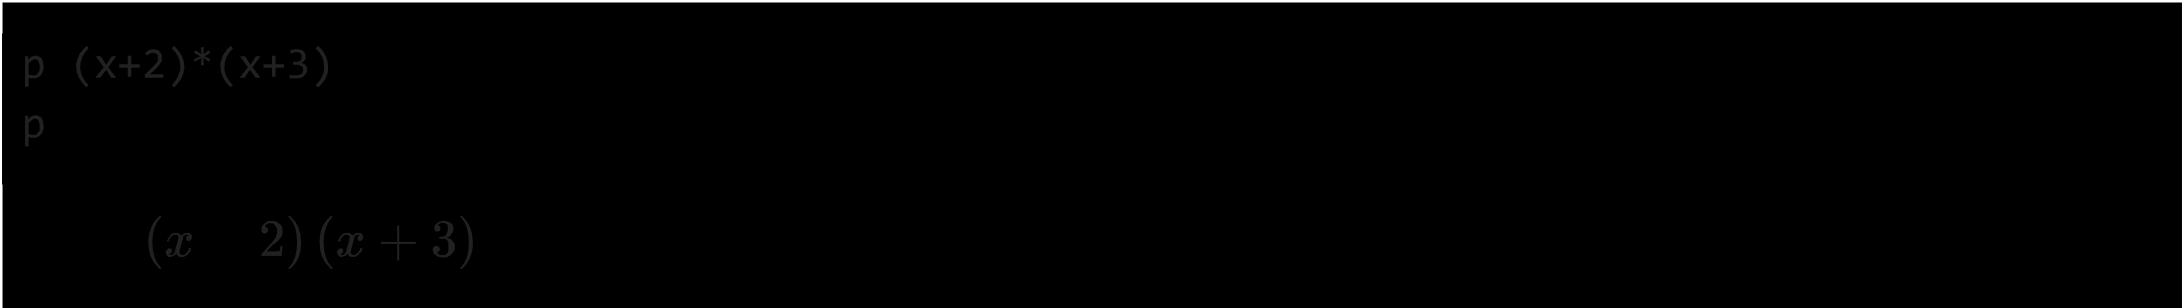 p (x+2)*(x+3)
p
(x 2)(x+3)